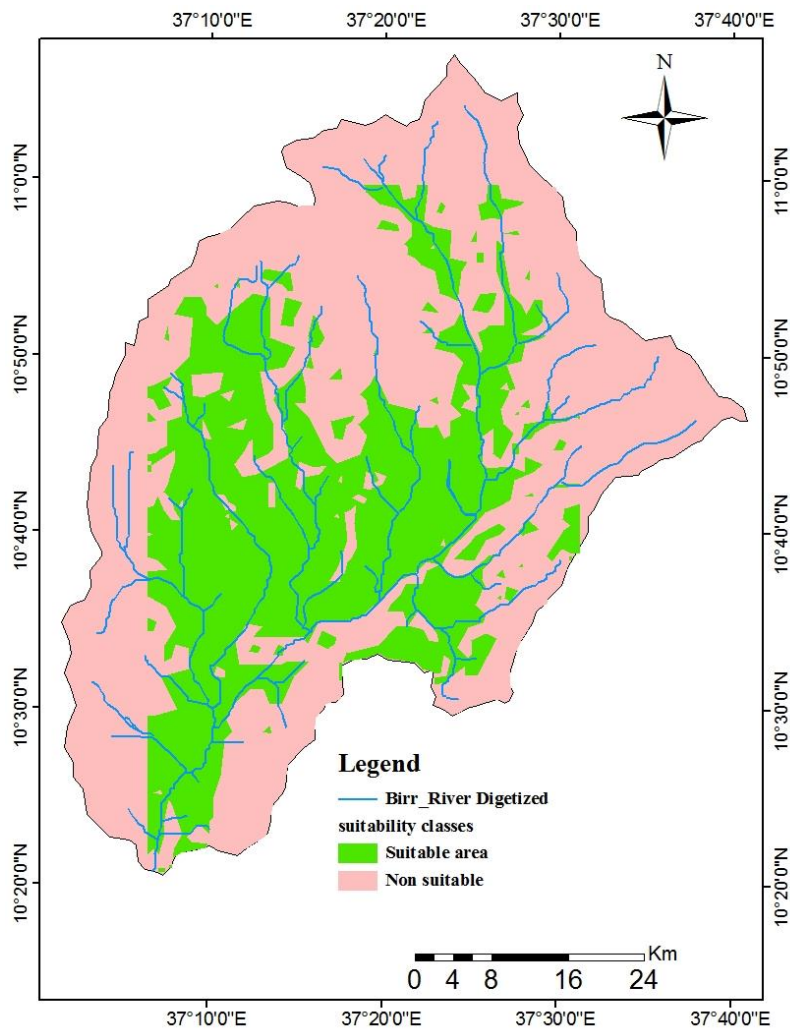 37°10'0"E 37°20'0"E 37°30'0"E 37°40'0"E
N
11°0'0"N 11°0'0"N
10°50'0"N 10°50'0"N
10°40'0"N 10°40'0"N
10°30'0"N 10°30'0"N
Legend
Birr_River Digetized
suitability classes
Suitable area
Non suitable
10°20'0"N 10°20'0"N
Km
0 4 8 16 24
37°10'0"E 37°20'0"E 37°30'0"E 37°40'0"E